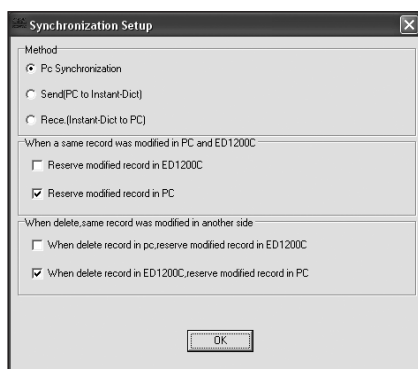 Synchronization Setup
Method
Pc Synchronization
Send(PC to Instant-Dict)
Rece.(Instant-Dict to PC)
When a same record was modified in PC and ED1200C
Reserve modified record in ED1200C
Reserve modified record in PC
When delete,same record was modified in another side
When delete record in pc,reserve modified record in ED1200C
When delete record in ED1200C,reserve modified record in PC
OK